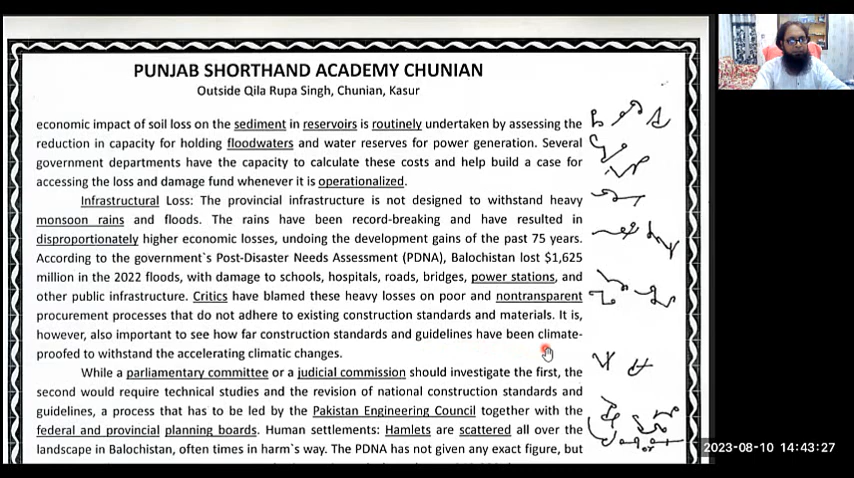 PUNJAB SHORTHAND ACADEMY CHUNIAN
Outside Qila Rupa Singh, Chunian, Kasur
economic impact of soil loss on the sediment in reservoirs is routinely undertaken by assessing the
reduction in capacity for holding floodwaters and water reserves for power generation. Several
government departments have the capacity to calculate these costs and help build a case for
accessing the loss and damage fund whenever it is operationalized.
Infrastructural Loss: The provincial infrastructure is not designed to withstand heavy
monsoon rains and floods. The rains have been record-breaking and have resulted in
disproportionately higher economic losses, undoing the development gains of the past 75 years.
According to the government`s Post-Disaster Needs Assessment (PDNA), Balochistan lost $1,625
million in the 2022 floods, with damage to schools, hospitals, roads, bridges, power stations, and
other public infrastructure. Critics have blamed these heavy losses on poor and nontransparent
procurement processes that do not adhere to existing construction standards and materials. It is,
however, also important to see how far construction standards and guidelines have been climate-
proofed to withstand the accelerating climatic changes.
While a parliamentary committee or a judicial commission should investigate the first, the
second would require technical studies and the revision of national construction standards and
guidelines, a process that has to be led by the Pakistan Engineering Council together with the
federal and provincial planning boards. Human settlements: Hamlets are scattered all over the
landscape in Balochistan, often times in harm`s way. The PDNA has not given any exact figure, but
or
2023-08-10 14:43:27